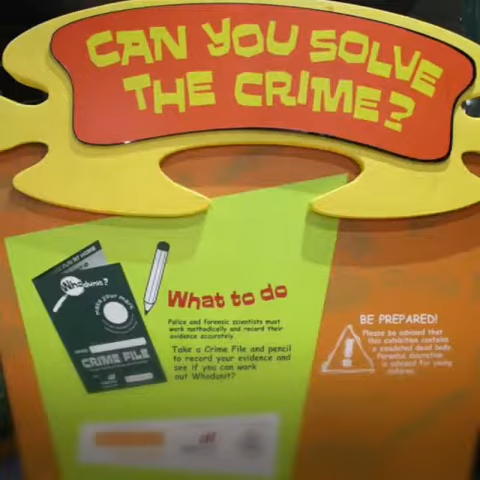 CAN YOU SOLVE
THE CRIME?
Whodunit?
make your mark
CRIME FILE
What to do
Police and forensic scientists must
work methodically and record their
evidence accurately.
Take a Crime File and pencil
to record your evidence and
see if you can work
out Whodunit?
BE PREPARED!
Please be advised that
this exhibition contains
a simulated dead body.
Parental discretion
is advised for young
children.